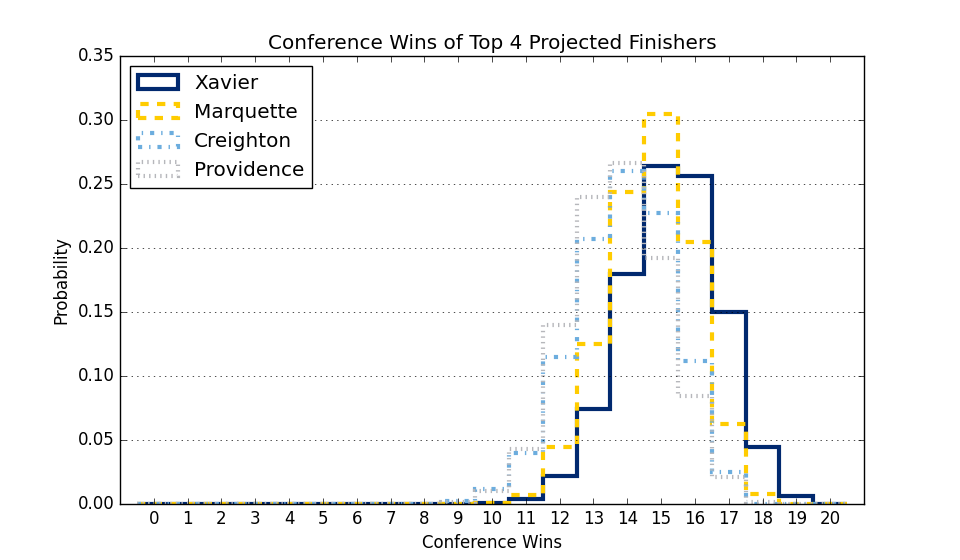 Conference Wins of Top 4 Projected Finishers
0.35
0.30
0.25
0.20
0.15
0.10
0.05
0.00
Probability
Xavier
Marquette
Creighton
Providence
0 1 2 3 4 5 6 7 8 9 10 11 12 13 14 15 16 17 18 19 20
Conference Wins